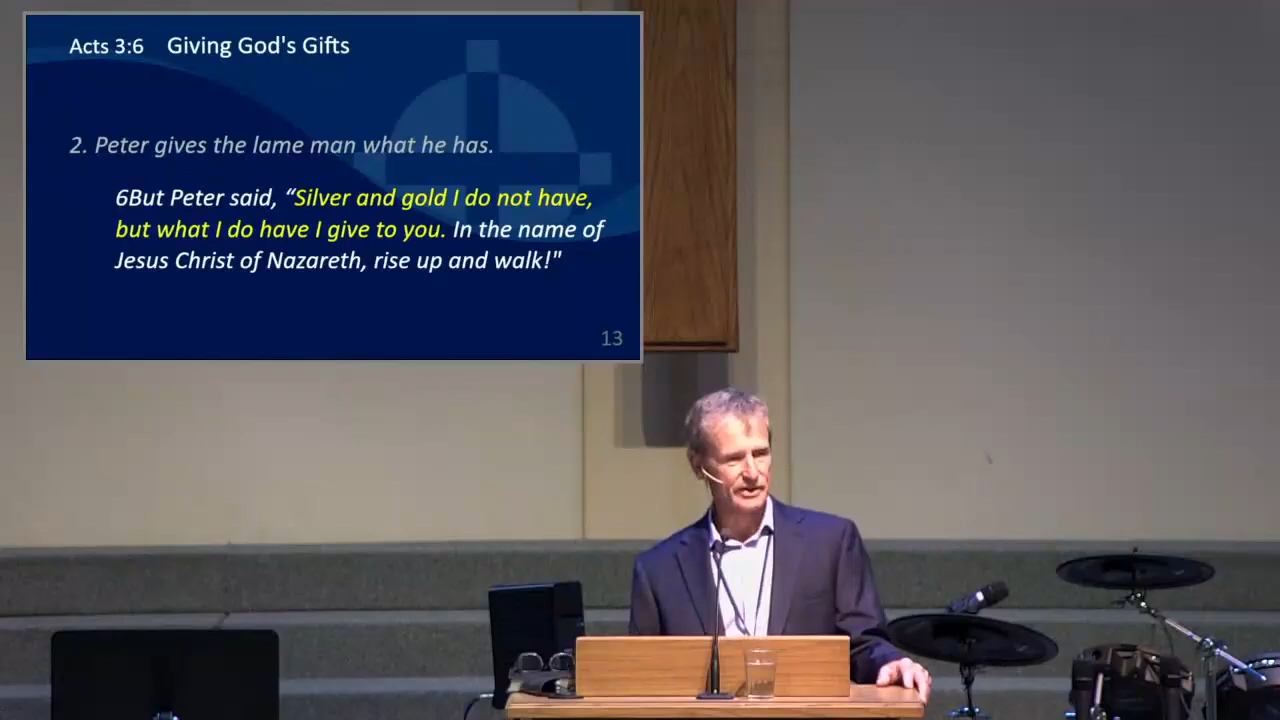 Acts 3:6 Giving God's Gifts
2. Peter gives the lame man what he has.
6But Peter said, “Silver and gold I do not have,
but what I do have I give to you. In the name of
Jesus Christ of Nazareth, rise up and walk!"
13